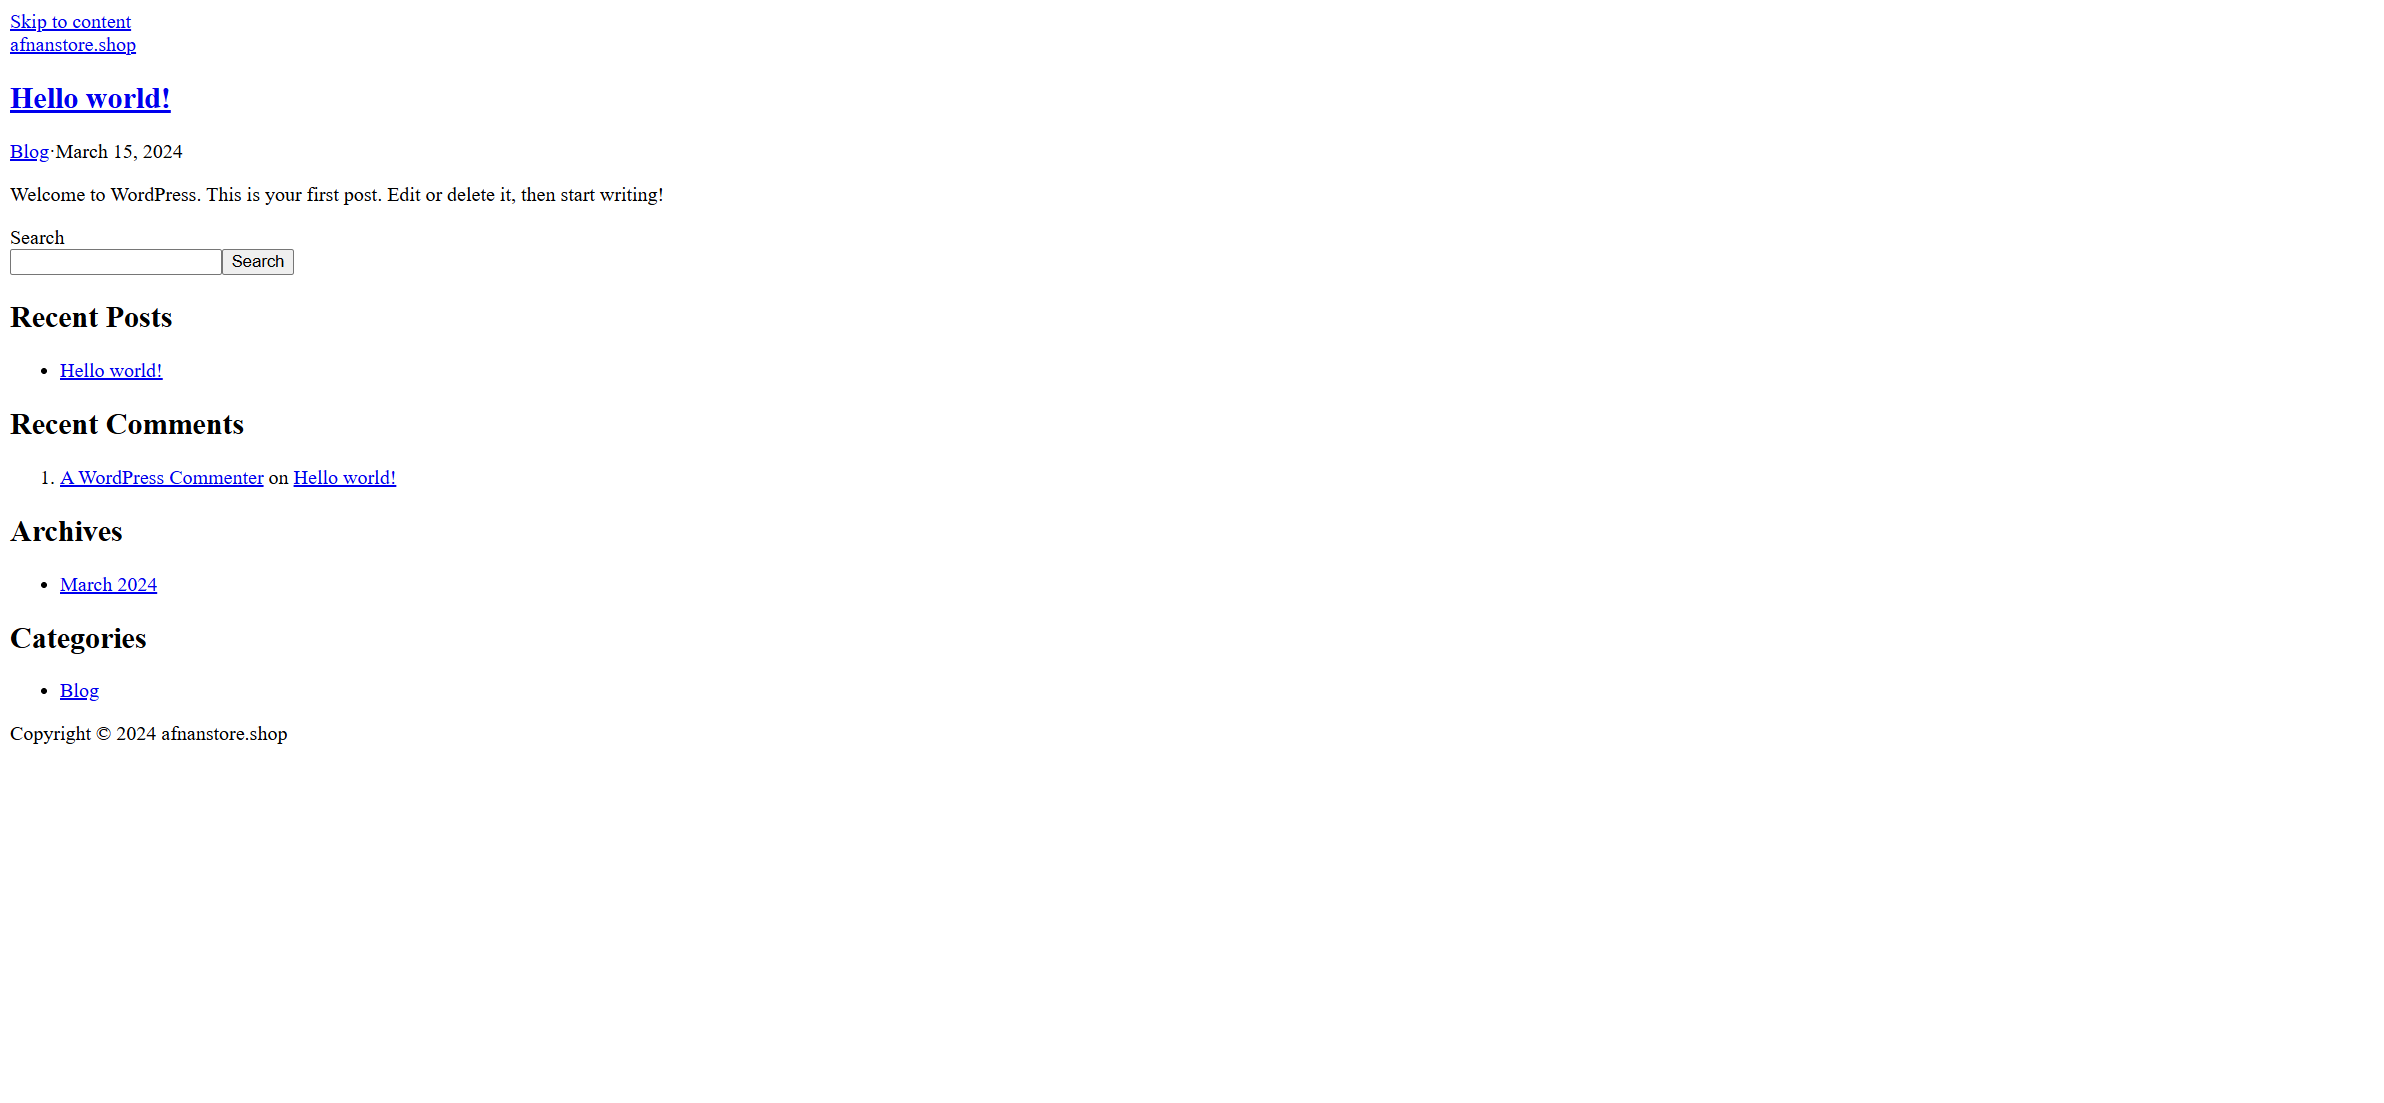 Skip to content
afnanstore.shop
Hello world!
Blog·March 15, 2024
Welcome to WordPress. This is your first post. Edit or delete it, then start writing!
Search
Search
Recent Posts
Hello world!
Recent Comments
1. A WordPress Commenter on Hello world!
Archives
March 2024
Categories
Blog
Copyright © 2024 afnanstore.shop